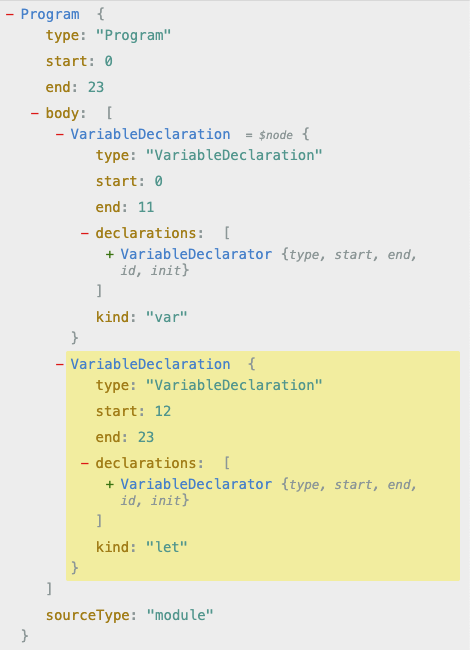 − Program {
type: "Program"
start: 0
end: 23
− body: [
− VariableDeclaration = $node {
type: "VariableDeclaration"
start: 0
end: 11
− declarations: [
+ VariableDeclarator {type, start, end,
id, init}
]
kind: "var"
}
− VariableDeclaration {
type: "VariableDeclaration"
start: 12
end: 23
− declarations: [
+ VariableDeclarator {type, start, end,
id, init}
]
kind: "let"
}
]
sourceType: "module"
}